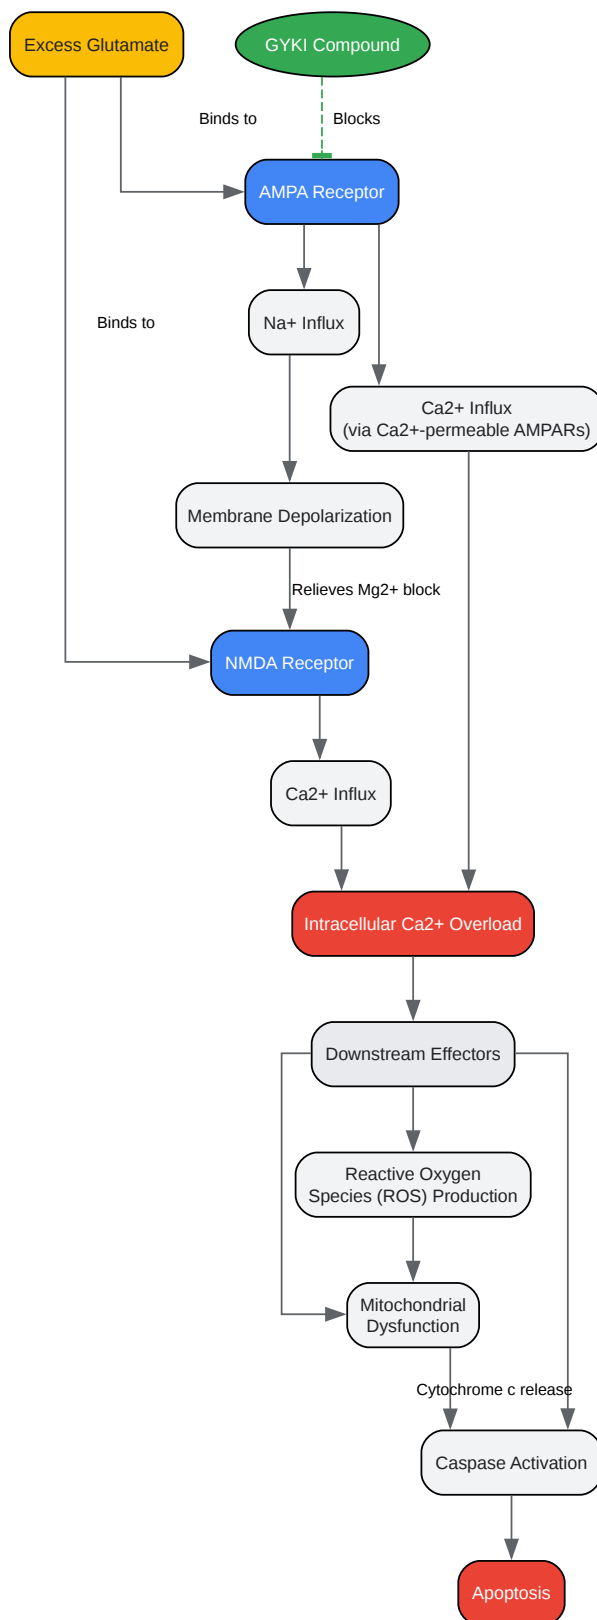 Excess Glutamate
GYKI Compound
Binds to
Blocks
AMPA Receptor
Na+ Influx
Binds to
Ca2+ Influx
(via Ca2+-permeable AMPARs)
Membrane Depolarization
Relieves Mg2+ block
NMDA Receptor
Ca2+ Influx
Intracellular Ca2+ Overload
Downstream Effectors
Reactive Oxygen
Species (ROS) Production
Mitochondrial
Dysfunction
Cytochrome c release
Caspase Activation
Apoptosis